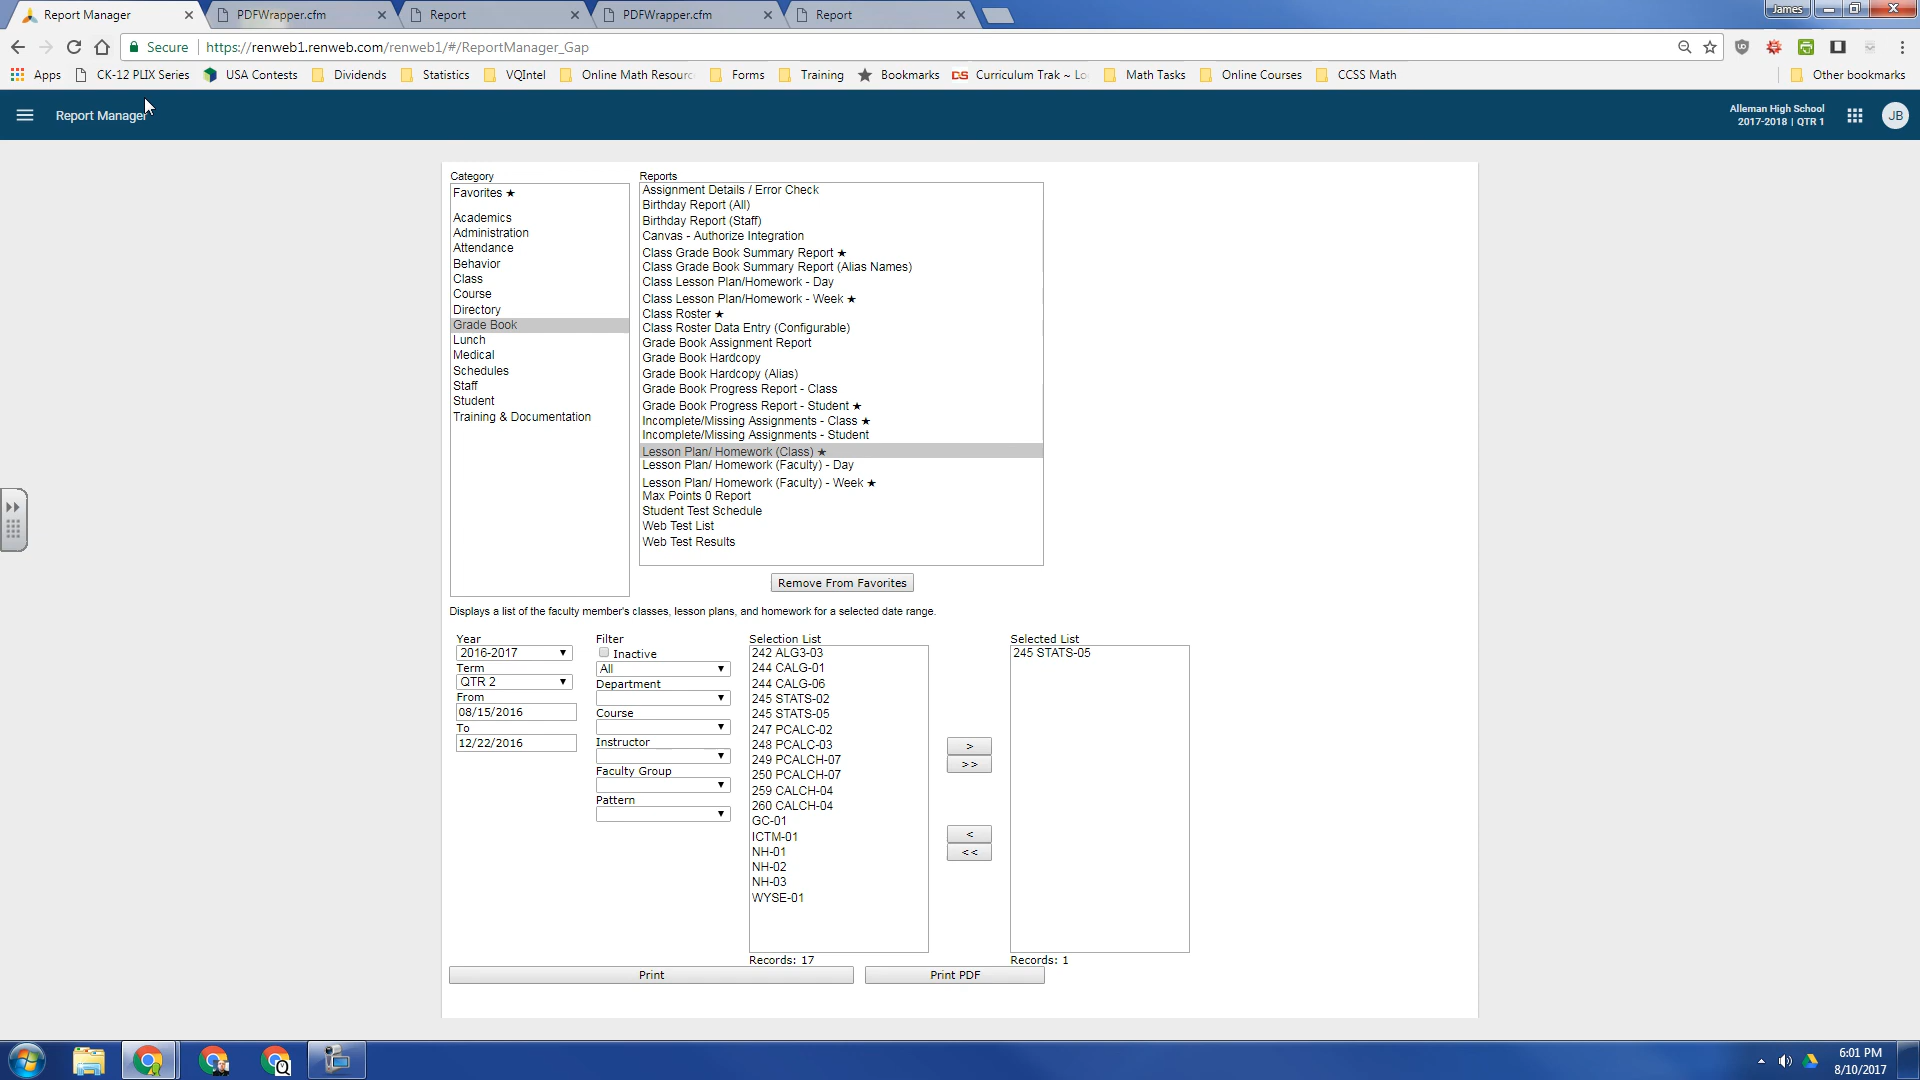 Report Manager
PDFWrapper.cfm
Report
PDFWrapper.cfm
Report
James
Secure
https://renweb1.renweb.com/renweb1/#/ReportManager_Gap
Apps
CK-12 PLIX Series
USA Contests
Dividends
Statistics
VQIntel
Online Math Resourc
Forms
Training
Bookmarks
Curriculum Trak ~ Lo
Math Tasks
Online Courses
CCSS Math
Other bookmarks
Report Manager
Alleman High School
2017-2018 | QTR 1
JB
Category
Favorites ★
Academics
Administration
Attendance
Behavior
Class
Course
Directory
Grade Book
Lunch
Medical
Schedules
Staff
Student
Training & Documentation
Reports
Assignment Details / Error Check
Birthday Report (All)
Birthday Report (Staff)
Canvas - Authorize Integration
Class Grade Book Summary Report ★
Class Grade Book Summary Report (Alias Names)
Class Lesson Plan/Homework - Day
Class Lesson Plan/Homework - Week ★
Class Roster ★
Class Roster Data Entry (Configurable)
Grade Book Assignment Report
Grade Book Hardcopy
Grade Book Hardcopy (Alias)
Grade Book Progress Report - Class
Grade Book Progress Report - Student ★
Incomplete/Missing Assignments - Class ★
Incomplete/Missing Assignments - Student
Lesson Plan/ Homework (Class) ★
Lesson Plan/ Homework (Faculty) - Day
Lesson Plan/ Homework (Faculty) - Week ★
Max Points 0 Report
Student Test Schedule
Web Test List
Web Test Results
Remove From Favorites
Displays a list of the faculty member's classes, lesson plans, and homework for a selected date range.
Year
2016-2017
Term
QTR 2
From
08/15/2016
To
12/22/2016
Filter
Inactive
All
Department
Course
Instructor
Faculty Group
Pattern
Selection List
242 ALG3-03
244 CALG-01
244 CALG-06
245 STATS-02
245 STATS-05
247 PCALC-02
248 PCALC-03
249 PCALCH-07
250 PCALCH-07
259 CALCH-04
260 CALCH-04
GC-01
ICTM-01
NH-01
NH-02
NH-03
WYSE-01
Records: 17
>
>>
<
<<
Selected List
245 STATS-05
Records: 1
Print
Print PDF
6:01 PM
8/10/2017